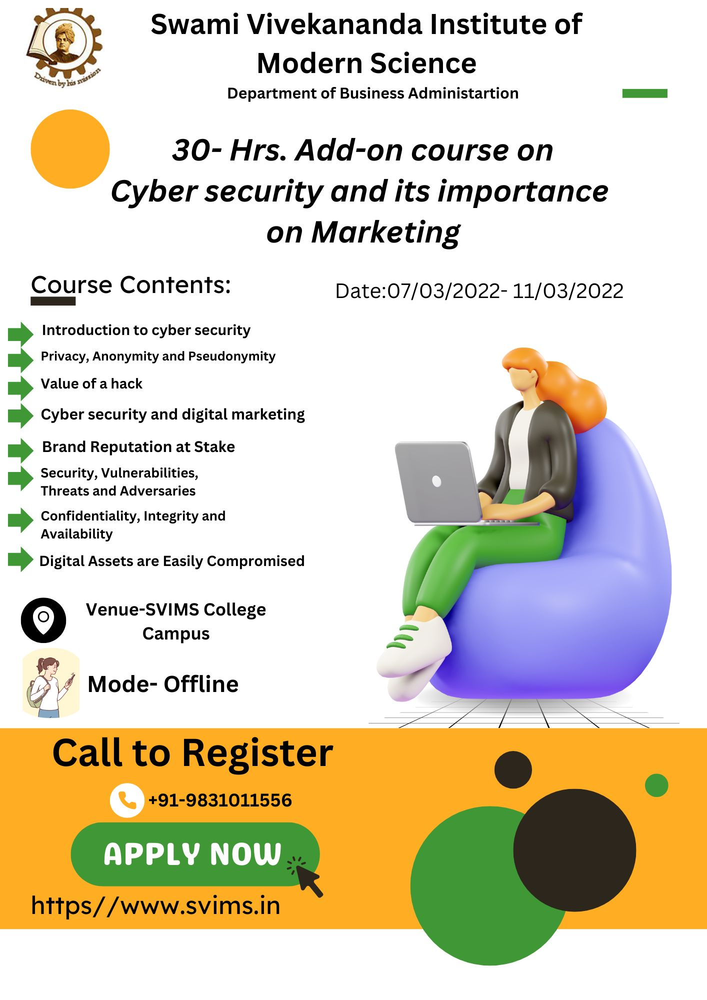 Driven by his mission
Swami Vivekananda Institute of
Modern Science
Department of Business Administartion
30- Hrs. Add-on course on
Cyber security and its importance
on Marketing
Course Contents:
Date:07/03/2022- 11/03/2022
Introduction to cyber security
Privacy, Anonymity and Pseudonymity
Value of a hack
Cyber security and digital marketing
Brand Reputation at Stake
Security, Vulnerabilities,
Threats and Adversaries
Confidentiality, Integrity and
Availability
Digital Assets are Easily Compromised
Venue-SVIMS College
Campus
Mode- Offline
Call to Register
+91-9831011556
APPLY NOW
https//www.svims.in